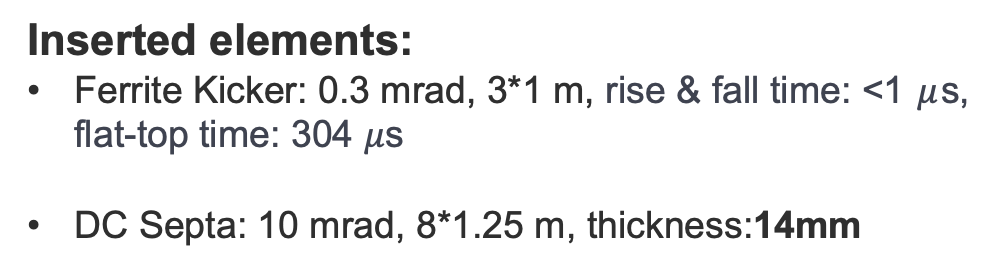 Inserted elements:
• Ferrite Kicker: 0.3 mrad, 3*1 m, rise & fall time: <1 𝜇s,
flat-top time: 304 𝜇s
• DC Septa: 10 mrad, 8*1.25 m, thickness:14mm